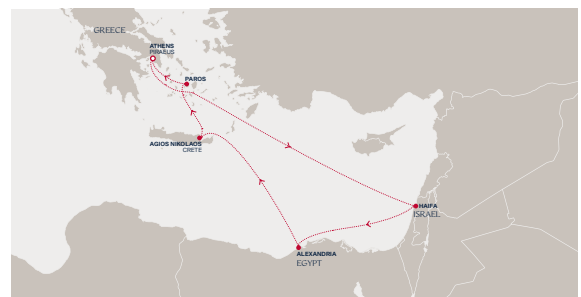 GREECE
ATHENS
PIRAEUS
PAROS
AGIOS NIKOLAOS
CRETE
HAIFA
ISRAEL
ALEXANDRIA
EGYPT